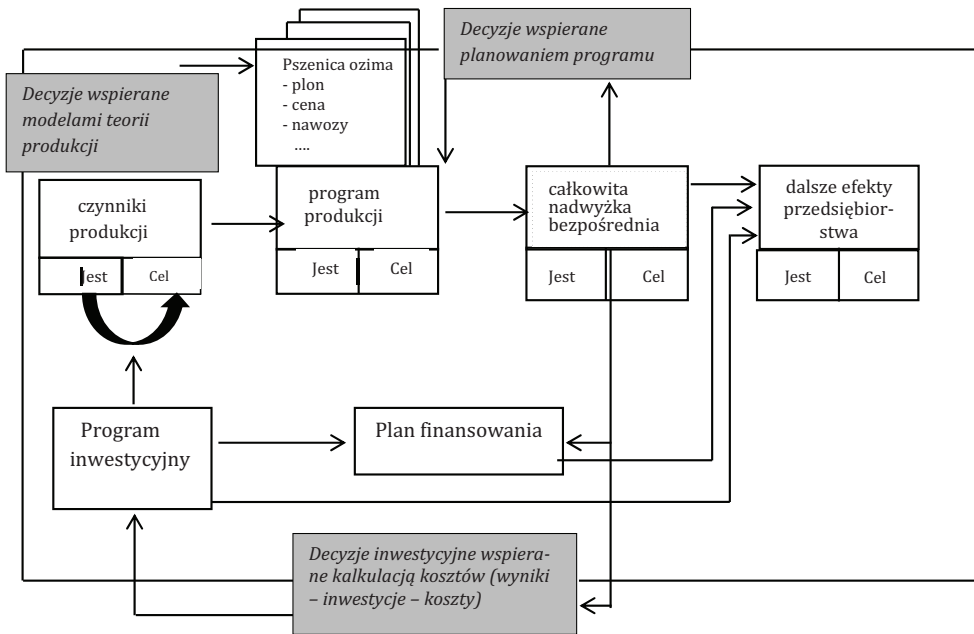 Decyzje wspierane
planowaniem programu
Pszenica ozima
- plon
- cena
- nawozy
....
Decyzje wspierane
modelami teorii
produkcji
czynniki
produkcji
Jest
Cel
program
produkcji
Jest
Cel
całkowita
nadwyżka
bezpośrednia
Jest
Cel
dalsze efekty
przedsiębior-
stwa
Jest
Cel
Program
inwestycyjny
Plan finansowania
Decyzje inwestycyjne wspiera-
ne kalkulacją kosztów (wyniki
– inwestycje – koszty)